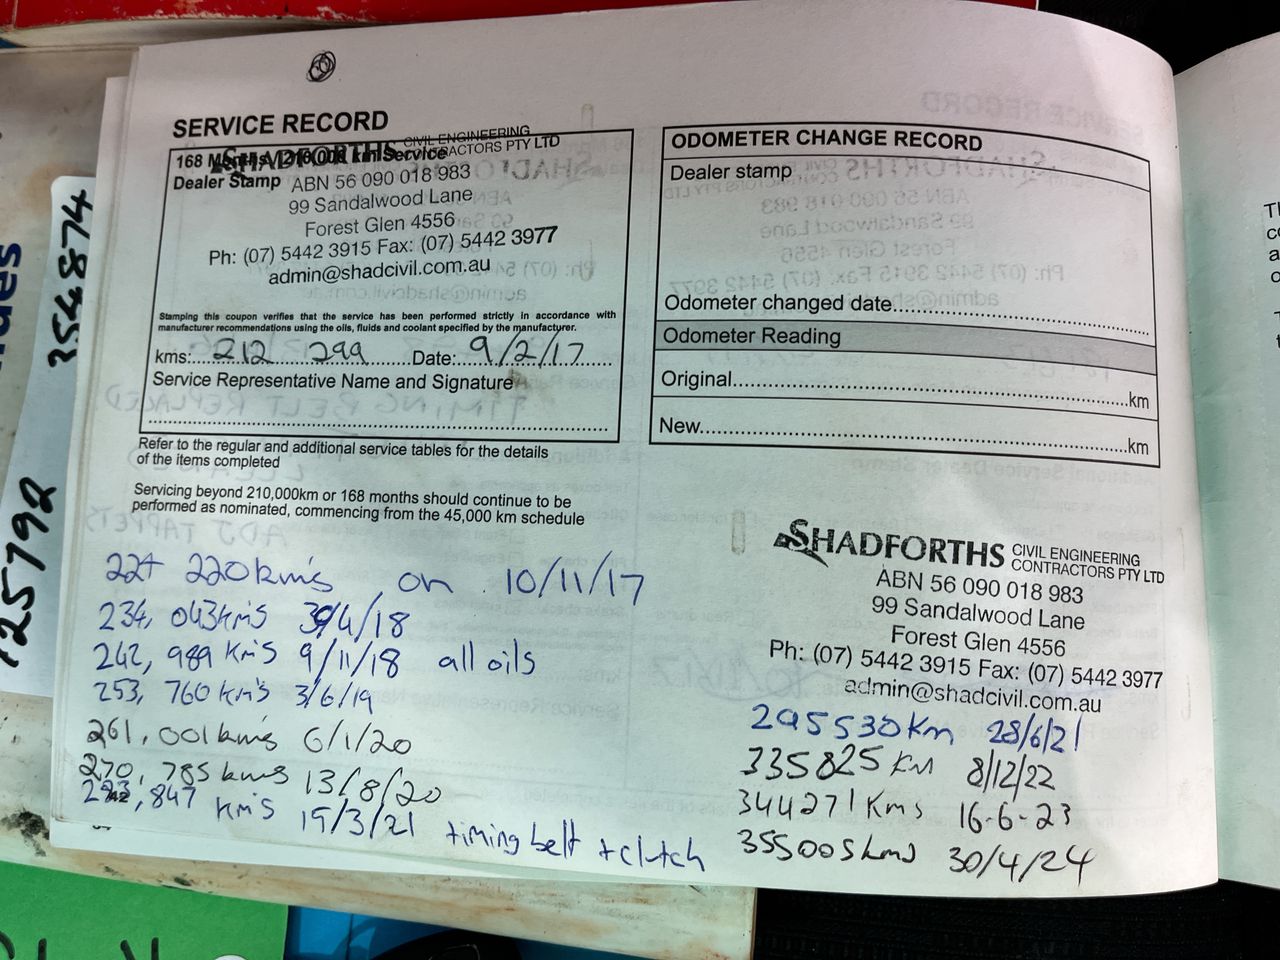 SERVICE RECORD
168 Months / 210,000 km Service
SHADFORTHS CIVIL ENGINEERING CONTRACTORS PTY LTD
Dealer Stamp
ABN 56 090 018 983
99 Sandalwood Lane
Forest Glen 4556
Ph: (07) 5442 3915 Fax: (07) 5442 3977
admin@shadcivil.com.au
Stamping this coupon verifies that the service has been performed strictly in accordance with
manufacturer recommendations using the oils, fluids and coolant specified by the manufacturer.
kms: 212 299 Date: 9/2/17
Service Representative Name and Signature
Refer to the regular and additional service tables for the details
of the items completed
Servicing beyond 210,000km or 168 months should continue to be
performed as nominated, commencing from the 45,000 km schedule
224 220km's on 10/11/17
234, 043km's 30/4/18
242, 989 km's 9/11/18 all oils
253, 760 km's 3/6/19
261, 001km's 6/1/20
270, 785 kms 13/8/20
847 km's 15/3/21 timing belt + clutch
ODOMETER CHANGE RECORD
Dealer stamp
Odometer changed date
Odometer Reading
Original km
New km
SHADFORTHS CIVIL ENGINEERING
CONTRACTORS PTY LTD
ABN 56 090 018 983
99 Sandalwood Lane
Forest Glen 4556
Ph: (07) 5442 3915 Fax: (07) 5442 3977
admin@shadcivil.com.au
295530km 28/6/21
335825 KM 8/12/22
344271 Kms 16-6-23
355005 kms 30/4/24
354874
125792